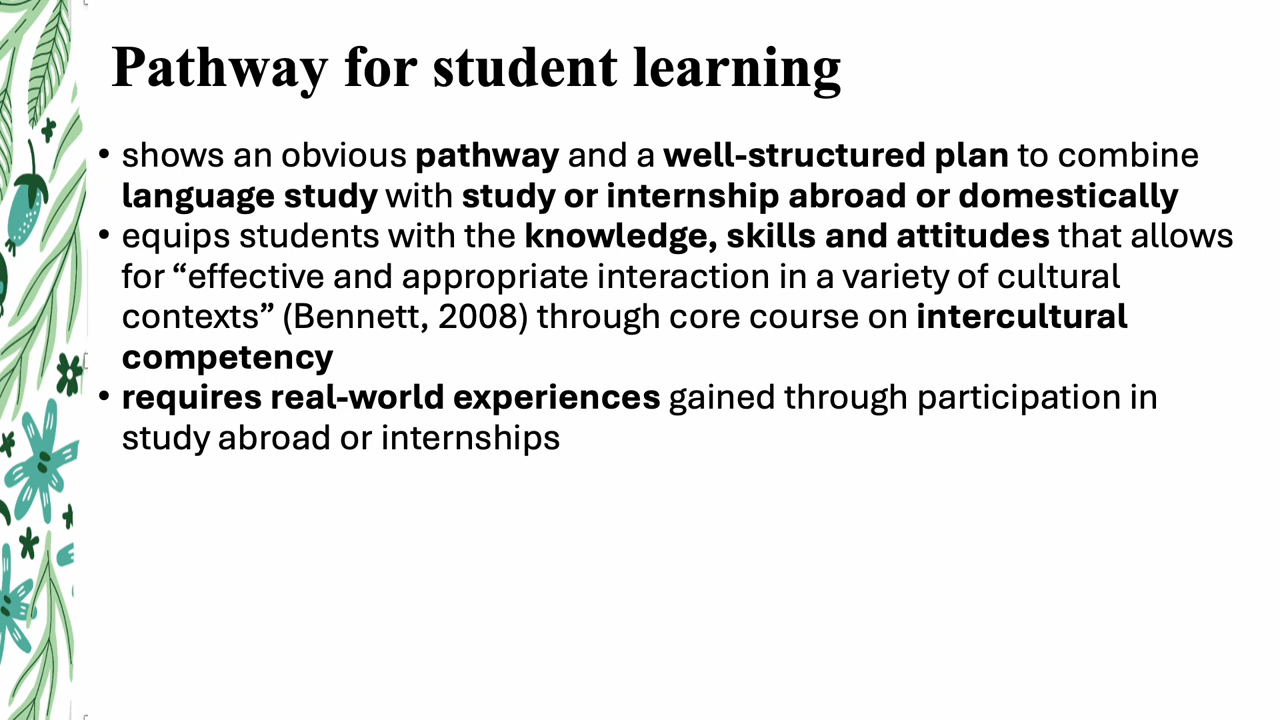 Pathway for student learning
• shows an obvious pathway and a well-structured plan to combine
language study with study or internship abroad or domestically
• equips students with the knowledge, skills and attitudes that allows
for “effective and appropriate interaction in a variety of cultural
contexts” (Bennett, 2008) through core course on intercultural
competency
• requires real-world experiences gained through participation in
study abroad or internships